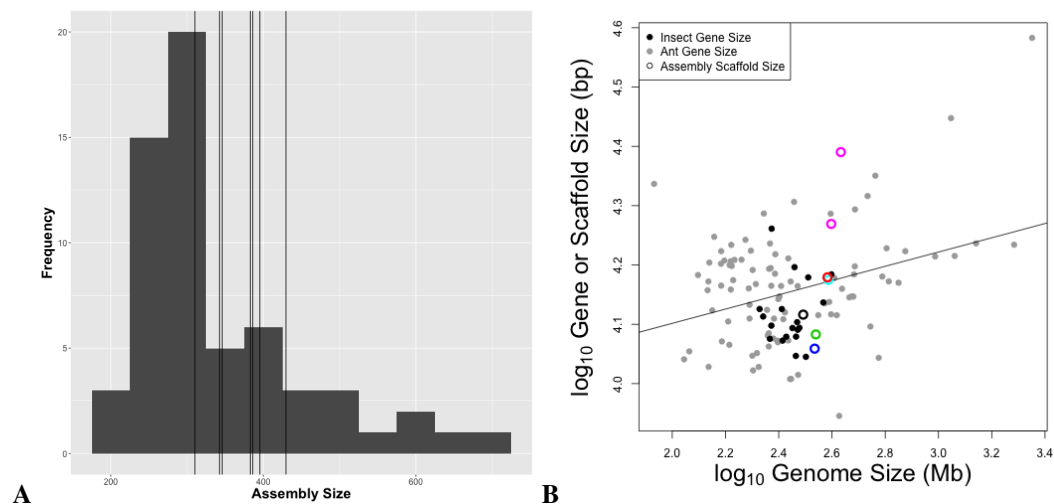 20
15
10
5
0
Frequency
200
400
600
Assembly Size
A
4.6
4.5
4.4
4.3
4.2
4.1
4.0
log10 Gene or Scaffold Size (bp)
Insect Gene Size
Ant Gene Size
Assembly Scaffold Size
2.0 2.2 2.4 2.6 2.8 3.0 3.2 3.4
log10 Genome Size (Mb)
B